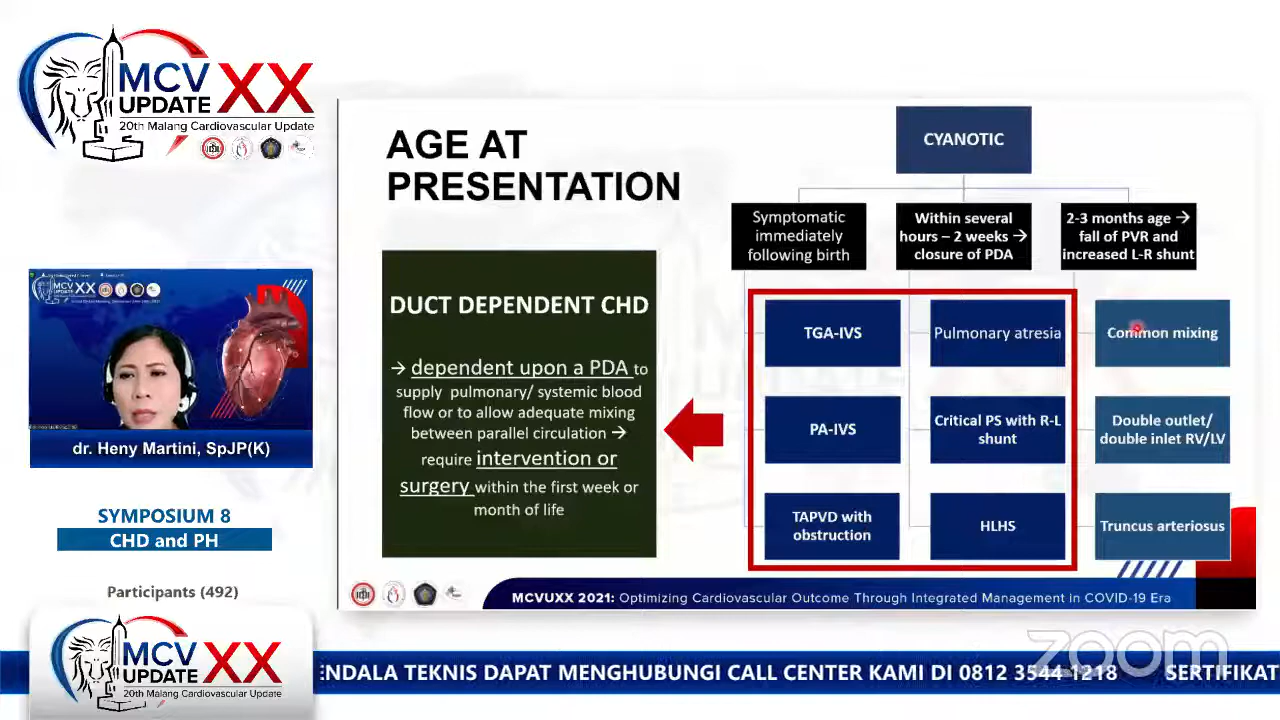 MCV XX
UPDATE
20th Malang Cardiovascular Update
AGE AT
PRESENTATION
DUCT DEPENDENT CHD
→ dependent upon a PDA to
supply pulmonary/ systemic blood
flow or to allow adequate mixing
between parallel circulation →
require intervention or
surgery within the first week or
month of life
CYANOTIC
Symptomatic
immediately
following birth
Within several
hours – 2 weeks →
closure of PDA
2-3 months age →
fall of PVR and
increased L-R shunt
TGA-IVS
Pulmonary atresia
Common mixing
PA-IVS
Critical PS with R-L
shunt
Double outlet/
double inlet RV/LV
TAPVD with
obstruction
HLHS
Truncus arteriosus
MCVUXX 2021: Optimizing Cardiovascular Outcome Through Integrated Management in COVID-19 Era
MCV XX
UPDATE
dr. Heny Martini, SpJP(K)
SYMPOSIUM 8
CHD and PH
Participants (492)
MCV XX
UPDATE
20th Malang Cardiovascular Update
zoom
ENDALA TEKNIS DAPAT MENGHUBUNGI CALL CENTER KAMI DI 0812 3544 1218 SERTIFIKAT